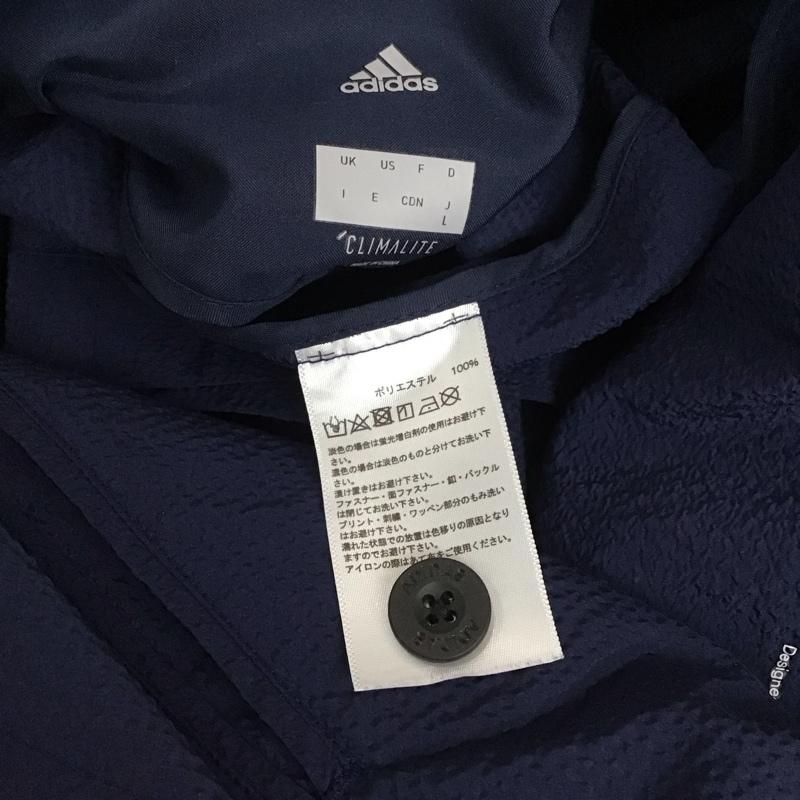 adidas
UK US F D
I E CDN J
L
CLIMALITE
ポリエステル 100%
淡色の場合は蛍光増白剤の使用はお避け下
さい。
濃色の場合は淡色のものと分けてお洗い下
さい。
漬け置きはお避け下さい。
ファスナー・面ファスナー・釦・バックル
は閉じてお洗い下さい。
プリント・刺繍・ワッペン部分のもみ洗い
はお避け下さい。
濡れた状態での放置は色移りの原因となり
ますのでお避け下さい。
アイロンの際はあて布をご使用ください。
ADIDAS
ADIDAS
Designe